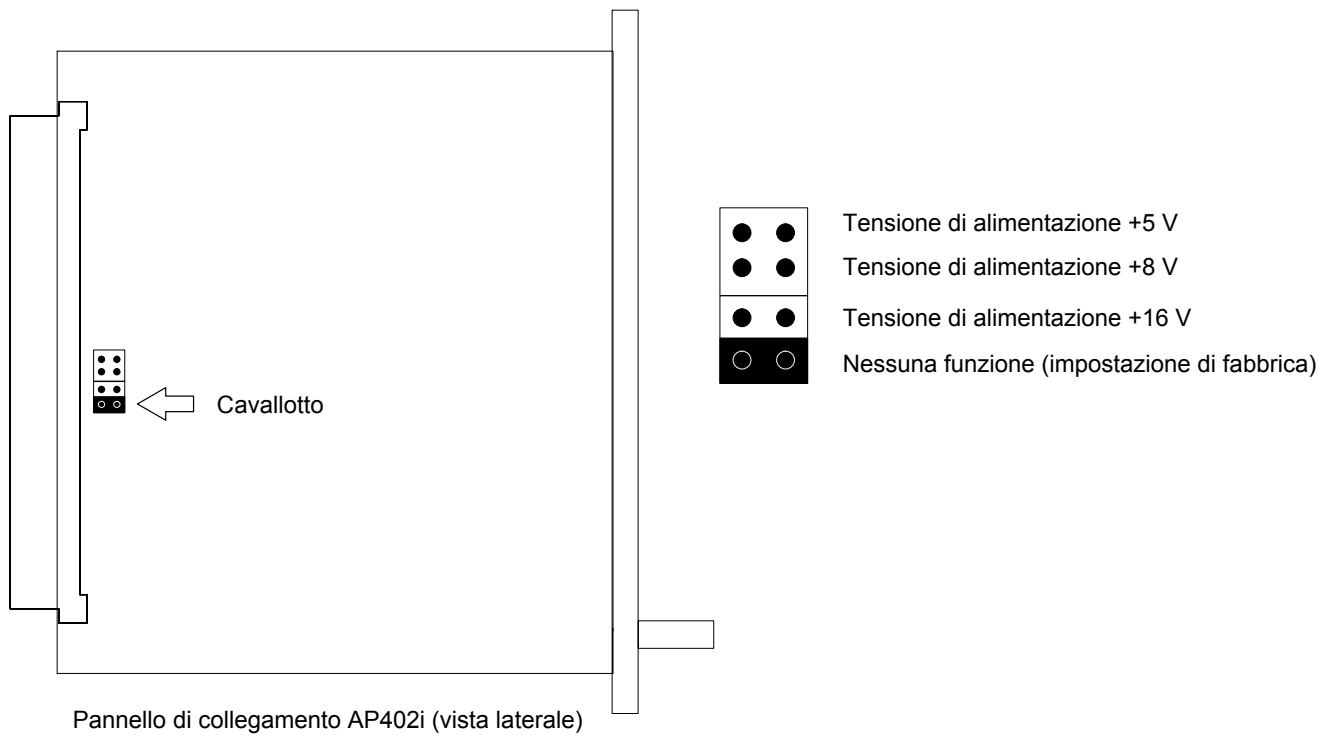 Tensione di alimentazione +5 V
Tensione di alimentazione +8 V
Tensione di alimentazione +16 V
Nessuna funzione (impostazione di fabbrica)
Cavallotto
Pannello di collegamento AP402i (vista laterale)